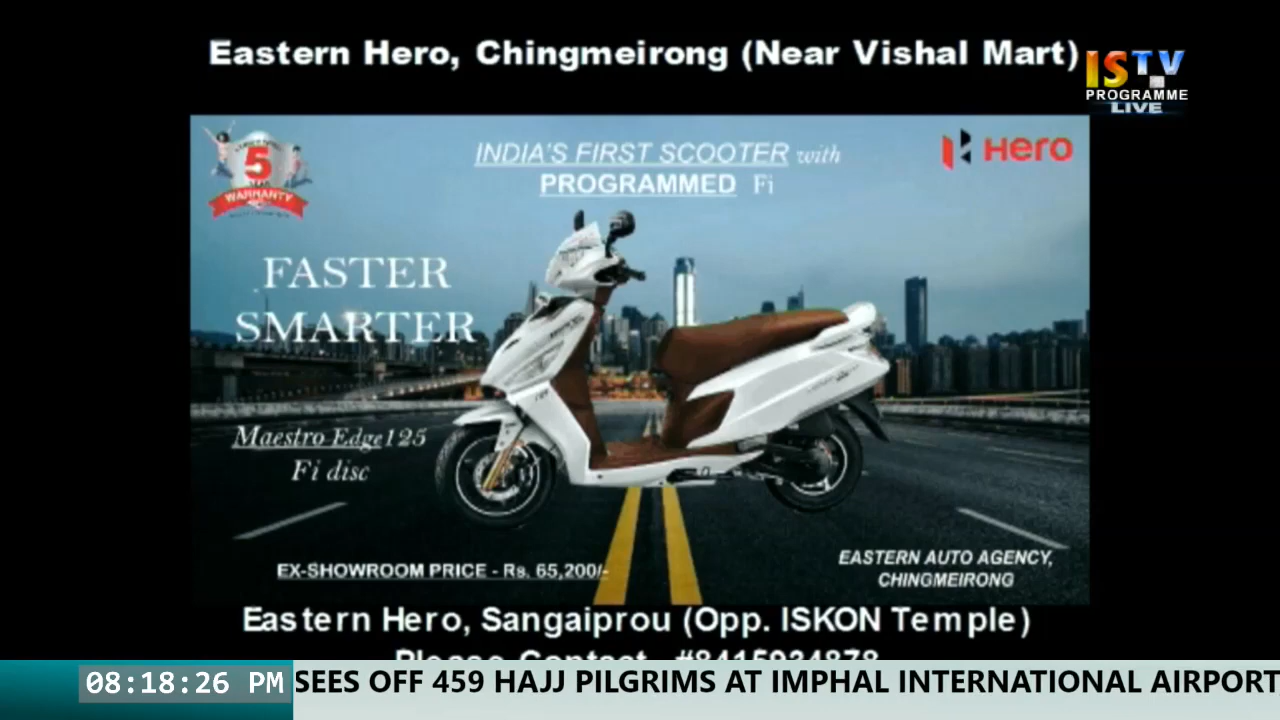 Eastern Hero, Chingmeirong (Near Vishal Mart)
ISTV
PROGRAMME
LIVE
5
WARRANTY
INDIA'S FIRST SCOOTER with
PROGRAMMED Fi
Hero
FASTER
SMARTER
Maestro Edge125
Fi disc
EX-SHOWROOM PRICE - Rs. 65,200/-
EASTERN AUTO AGENCY,
CHINGMEIRONG
Eastern Hero, Sangaiprou (Opp. ISKON Temple)
Please Contact
08:18:26 PM
SEES OFF 459 HAJJ PILGRIMS AT IMPHAL INTERNATIONAL AIRPORT